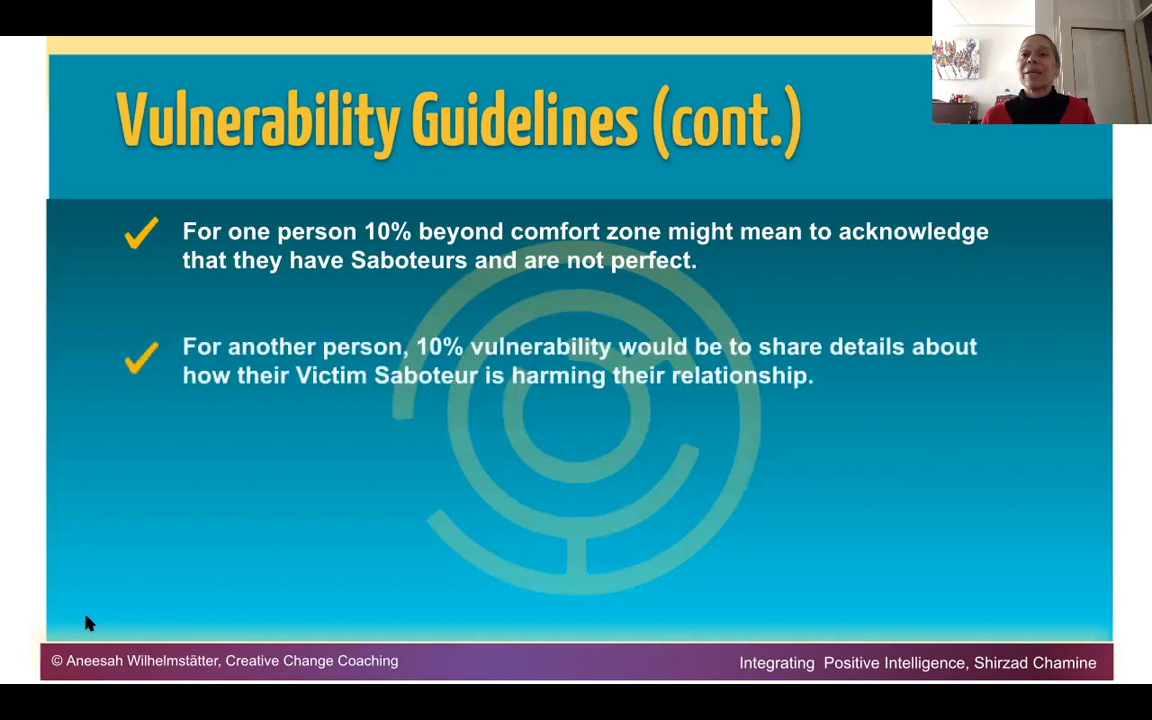 Vulnerability Guidelines (cont.)
For one person 10% beyond comfort zone might mean to acknowledge
that they have Saboteurs and are not perfect.
For another person, 10% vulnerability would be to share details about
how their Victim Saboteur is harming their relationship.
© Aneesah Wilhelmstätter, Creative Change Coaching
Integrating  Positive Intelligence, Shirzad Chamine